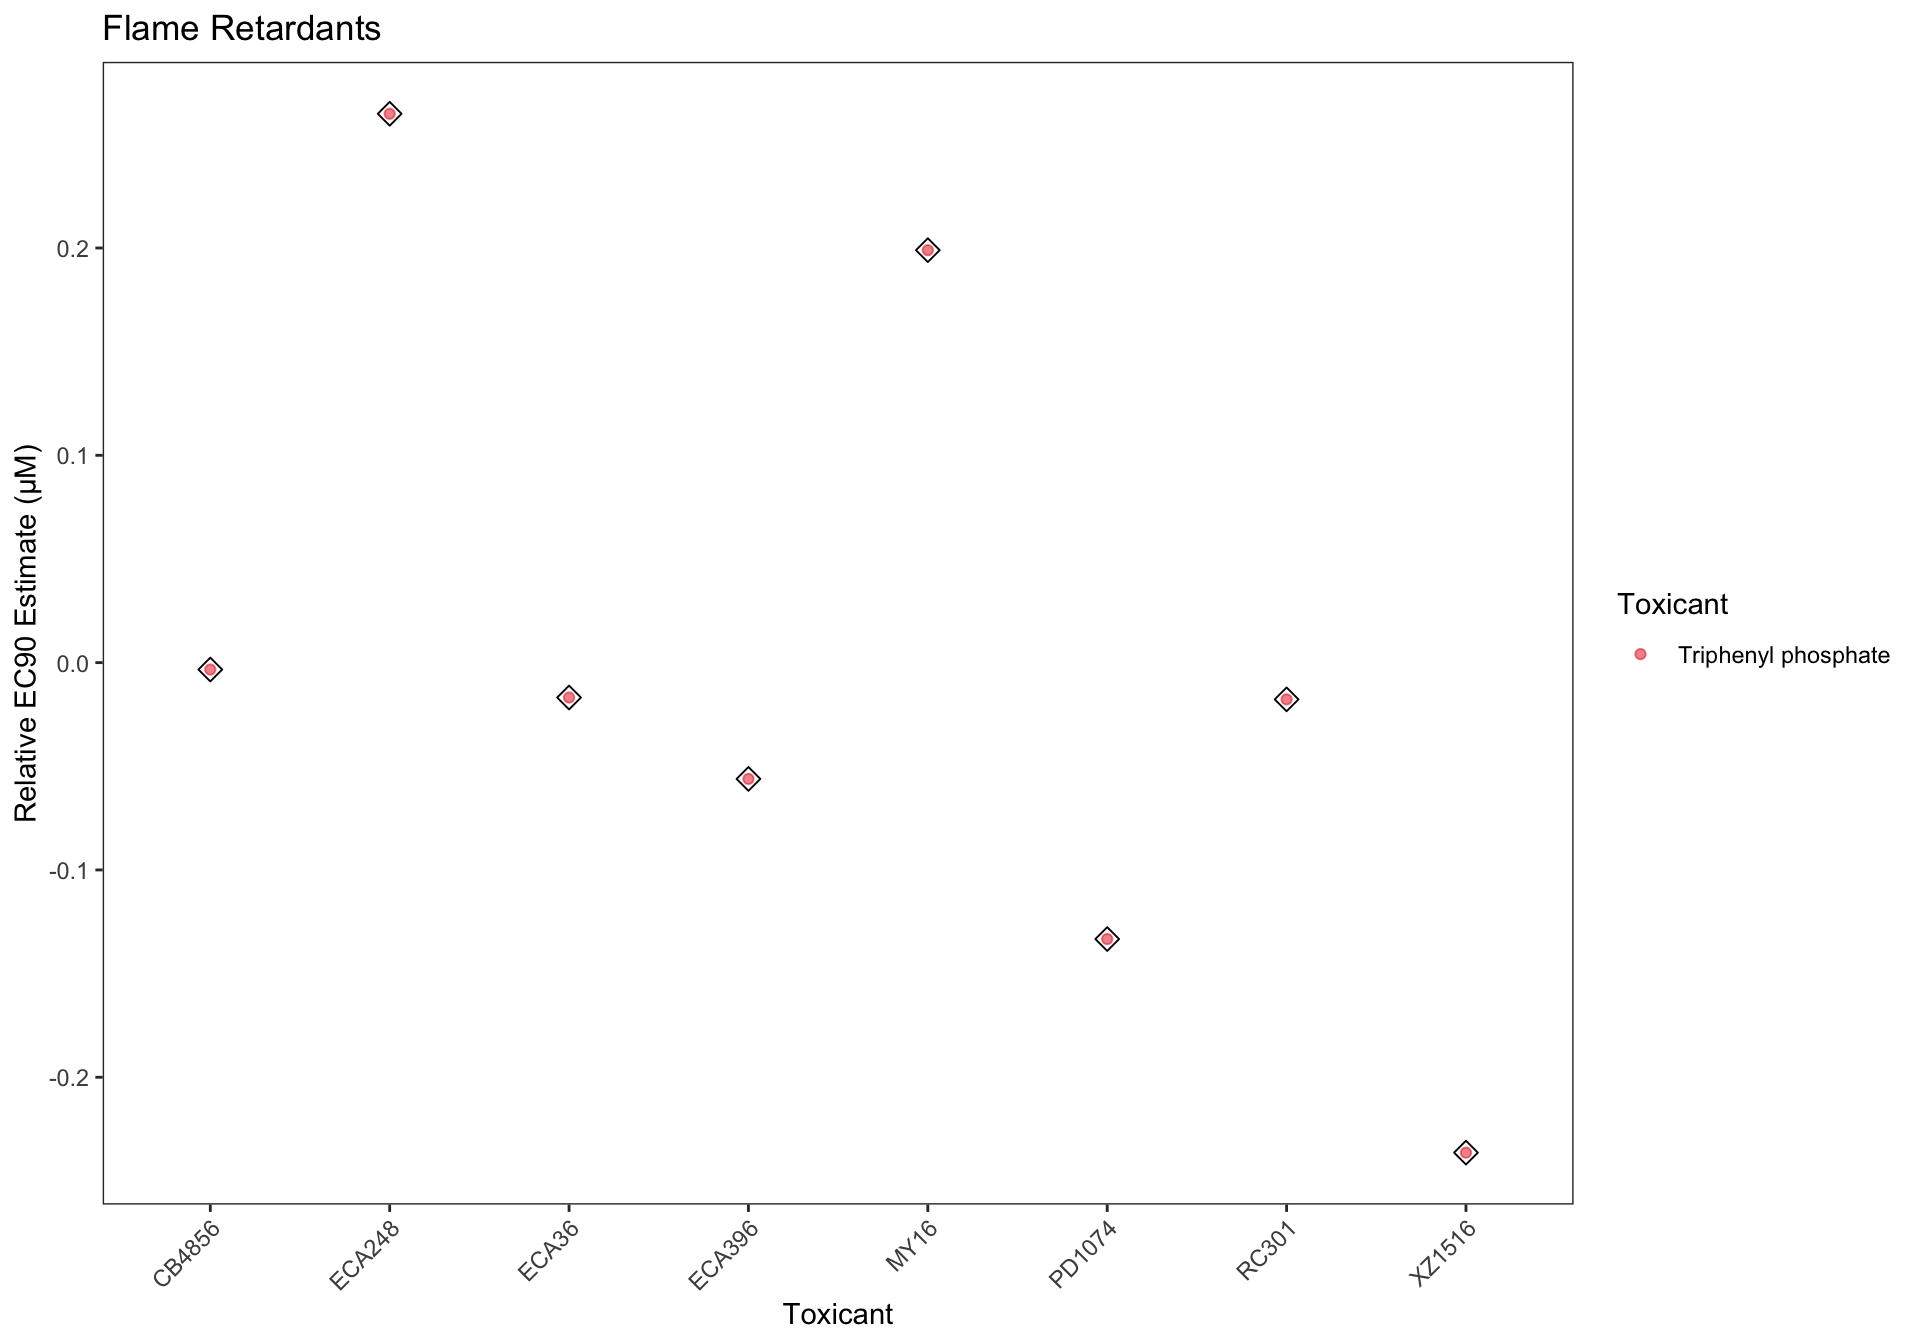 Flame Retardants
Relative EC90 Estimate (µM)
0.2
0.1
0.0
-0.1
-0.2
CB4856
ECA248
ECA36
ECA396
MY16
PD1074
RC301
XZ1516
Toxicant
Toxicant
Triphenyl phosphate